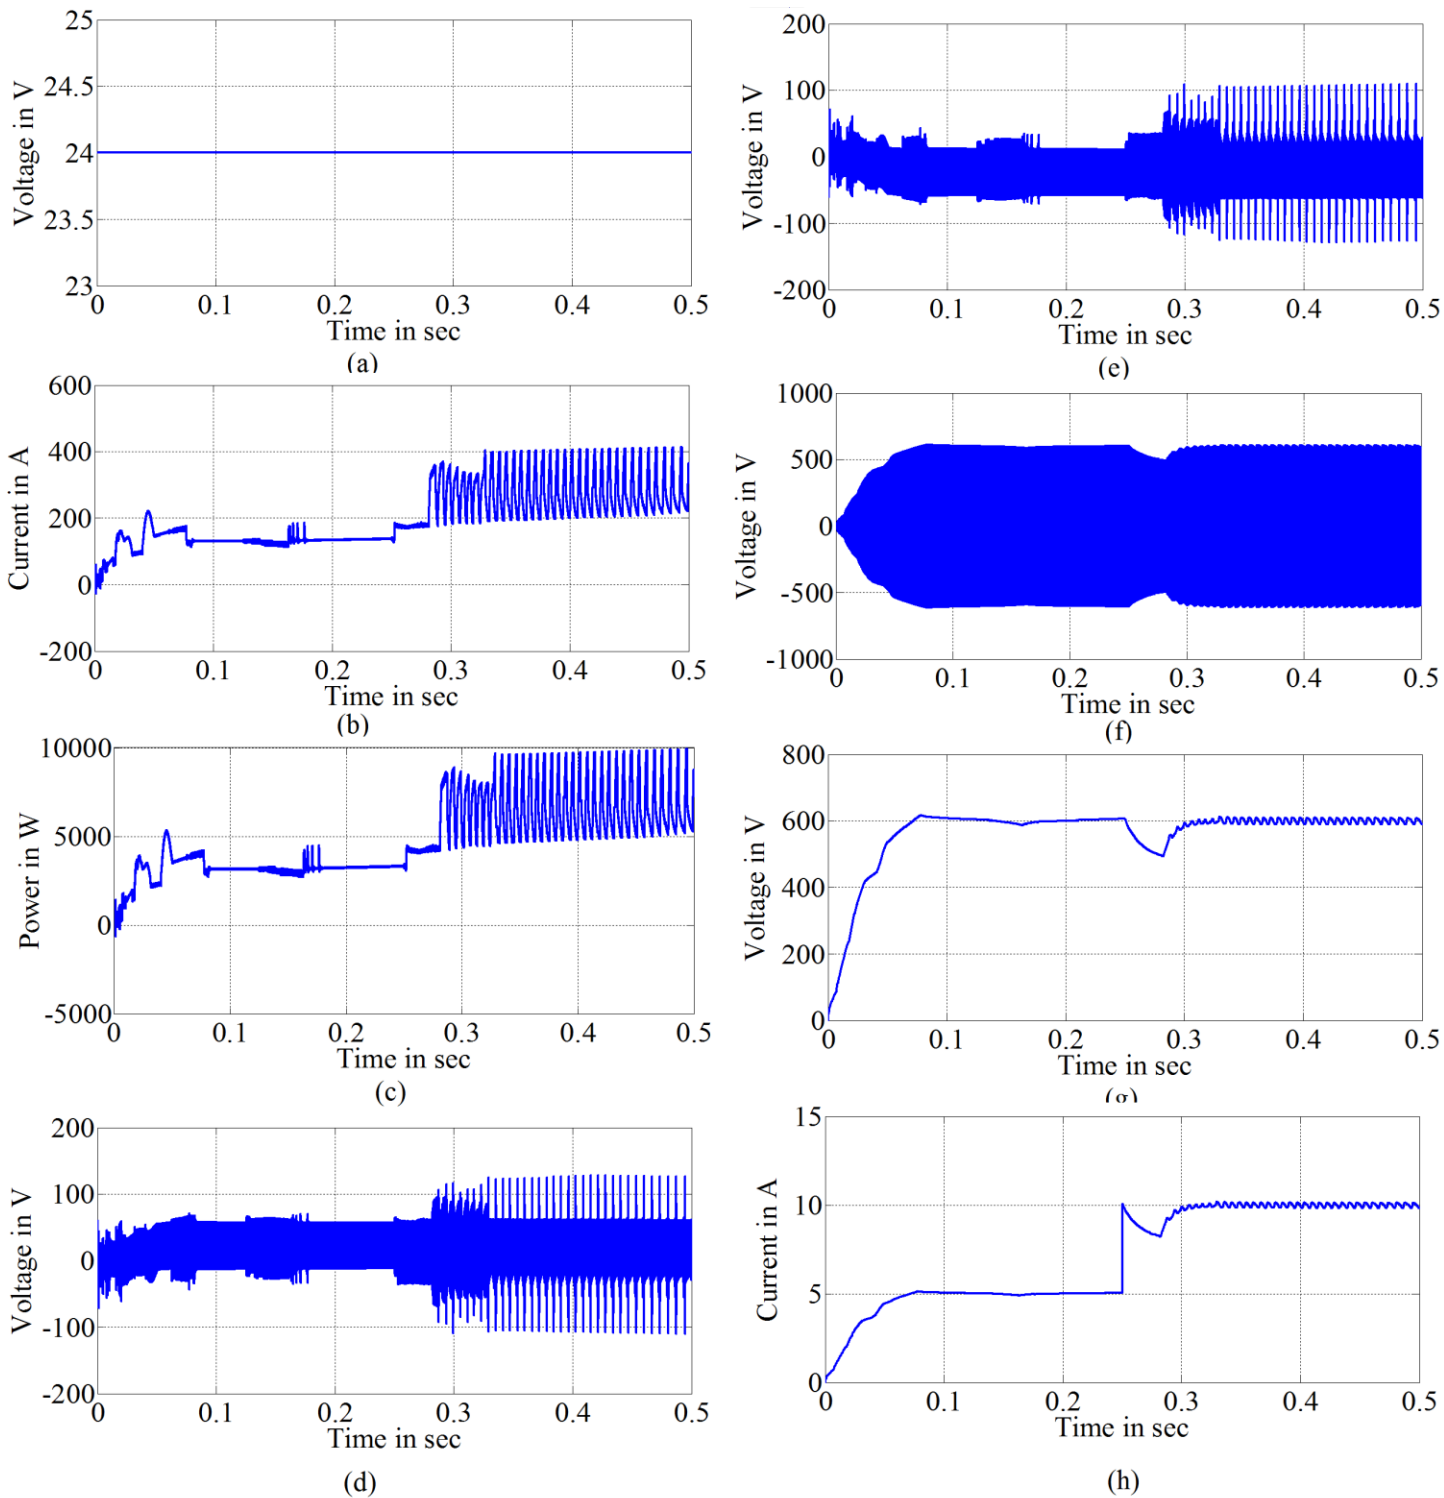 25
24.5
24
23.5
23
Voltage in V
0 0.1 0.2 0.3 0.4 0.5
Time in sec
(a)
600
400
200
0
-200
Current in A
0 0.1 0.2 0.3 0.4 0.5
Time in sec
(b)
10000
5000
0
-5000
Power in W
0 0.1 0.2 0.3 0.4 0.5
Time in sec
(c)
200
100
0
-100
-200
Voltage in V
0 0.1 0.2 0.3 0.4 0.5
Time in sec
(d)
200
100
0
-100
-200
Voltage in V
0 0.1 0.2 0.3 0.4 0.5
Time in sec
(e)
1000
500
0
-500
-1000
Voltage in V
0 0.1 0.2 0.3 0.4 0.5
Time in sec
(f)
800
600
400
200
0
Voltage in V
0 0.1 0.2 0.3 0.4 0.5
Time in sec
(g)
15
10
5
0
Current in A
0 0.1 0.2 0.3 0.4 0.5
Time in sec
(h)